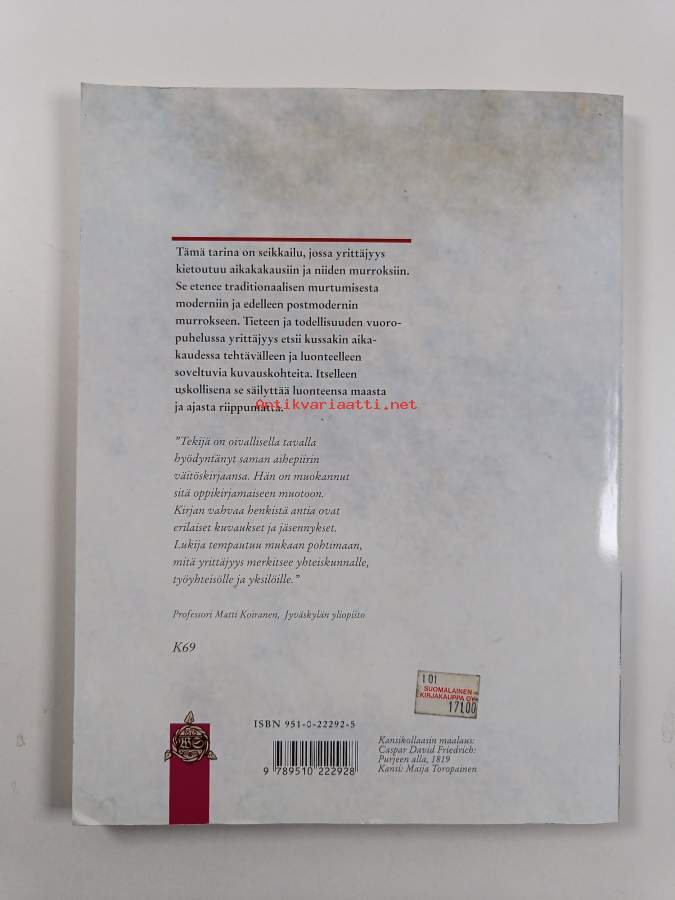 Tämä tarina on seikkailu, jossa yrittäjyys
kietoutuu aikakakausiin ja niiden murroksiin.
Se etenee traditionaalisen murtumisesta
moderniin ja edelleen postmodernin
murrokseen. Tieteen ja todellisuuden vuoro-
puhelussa yrittäjyys etsii kussakin aika-
kaudessa tehtävälleen ja luonteelleen
soveltuvia kuvauskohteita. Itselleen
uskollisena se säilyttää luonteensa maasta
ja ajasta riippumatta.
Antikvariaatti.net
"Tekijä on oivallisella tavalla
hyödyntänyt saman aihepiirin
väitöskirjaansa. Hän on muokannut
sitä oppikirjamaiseen muotoon.
Kirjan vahvaa henkistä antia ovat
erilaiset kuvaukset ja jäsennykset.
Lukija tempautuu mukaan pohtimaan,
mitä yrittäjyys merkitsee yhteiskunnalle,
työyhteisölle ja yksilöille."
Professori Matti Koiranen, Jyväskylän yliopisto
K69
101
SUOMALAINEN
KIRJAKAUPPA OY
171.00
ISBN 951-0-22292-5
9 789510 222928
Kansikollaasin maalaus:
Caspar David Friedrich:
Purjeen alla, 1819
Kansi: Maija Toropainen